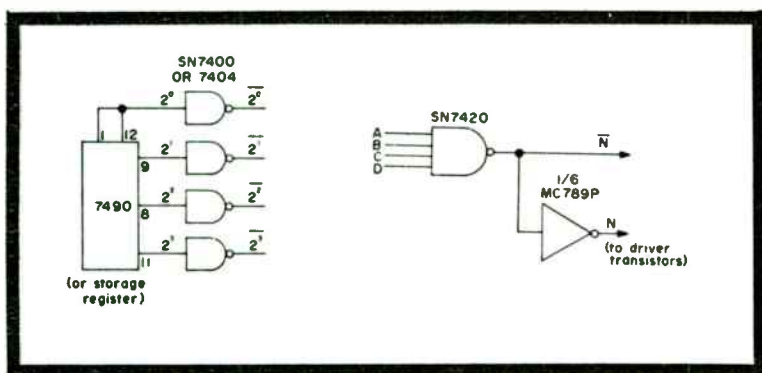 SN7400
OR 7404
2⁰
2̅⁰̅
1
12
2¹
2̅¹̅
9
7490
2²
2̅²̅
8
2³
2̅³̅
11
(or storage
register)
SN7420
A
B
C
D
N̅
1/6
MC789P
N
(to driver
transistors)